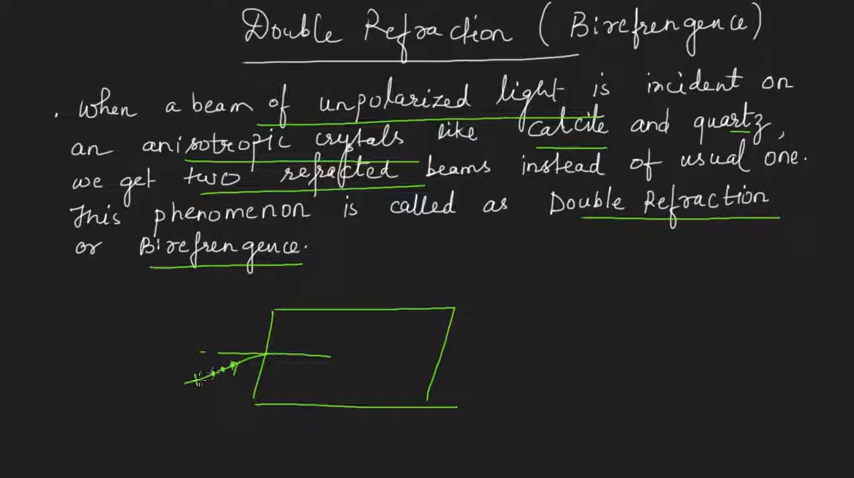 Double Refraction (Birefrengence)
. When a beam of unpolarized light is incident on
an anisotropic crystals like calcite and quartz,
we get two refracted beams instead of usual one.
This phenomenon is called as Double Refraction
or Birefrengence.